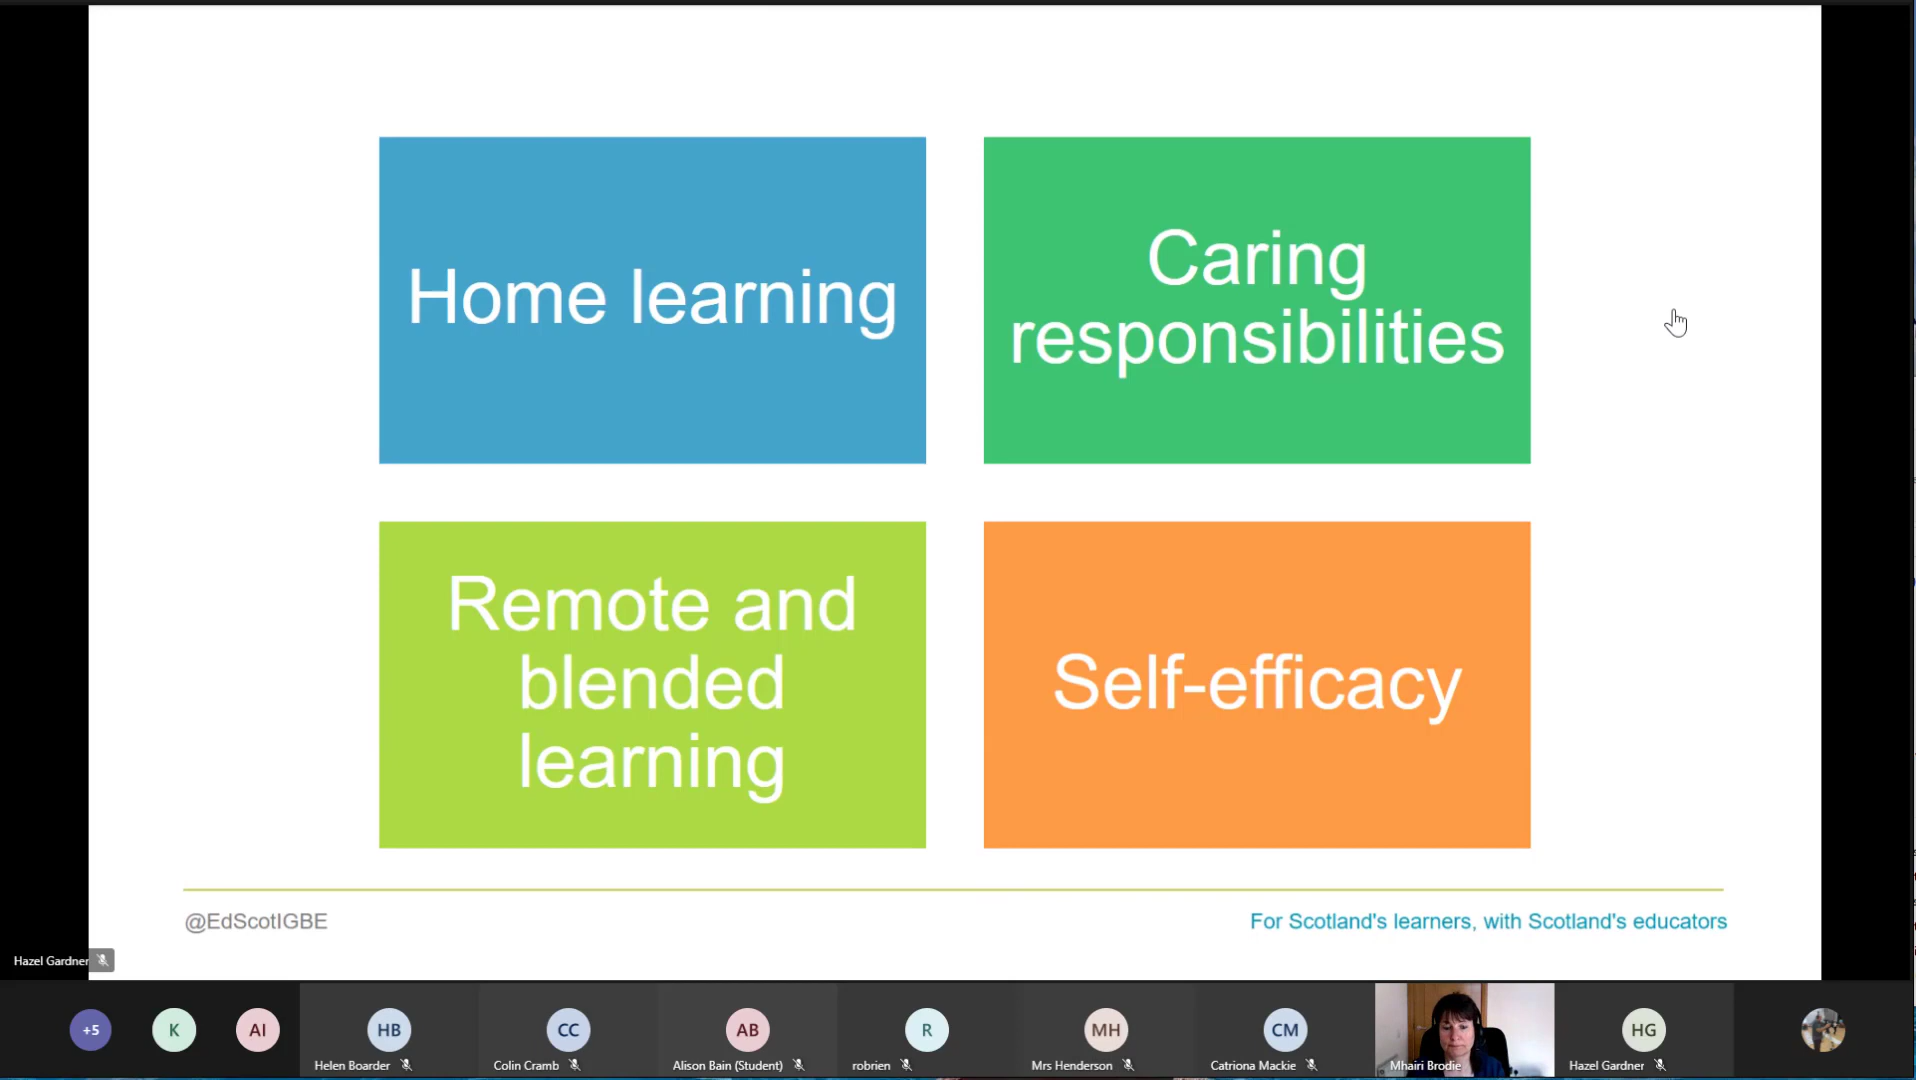 Home learning
Caring
responsibilities
Remote and
blended
learning
Self-efficacy
@EdScotIGBE
For Scotland's learners, with Scotland's educators
Hazel Gardner
+5
K
AI
HB
Helen Boarder
CC
Colin Cramb
AB
Alison Bain (Student)
R
robrien
MH
Mrs Henderson
CM
Catriona Mackie
Mhairi Brodie
HG
Hazel Gardner